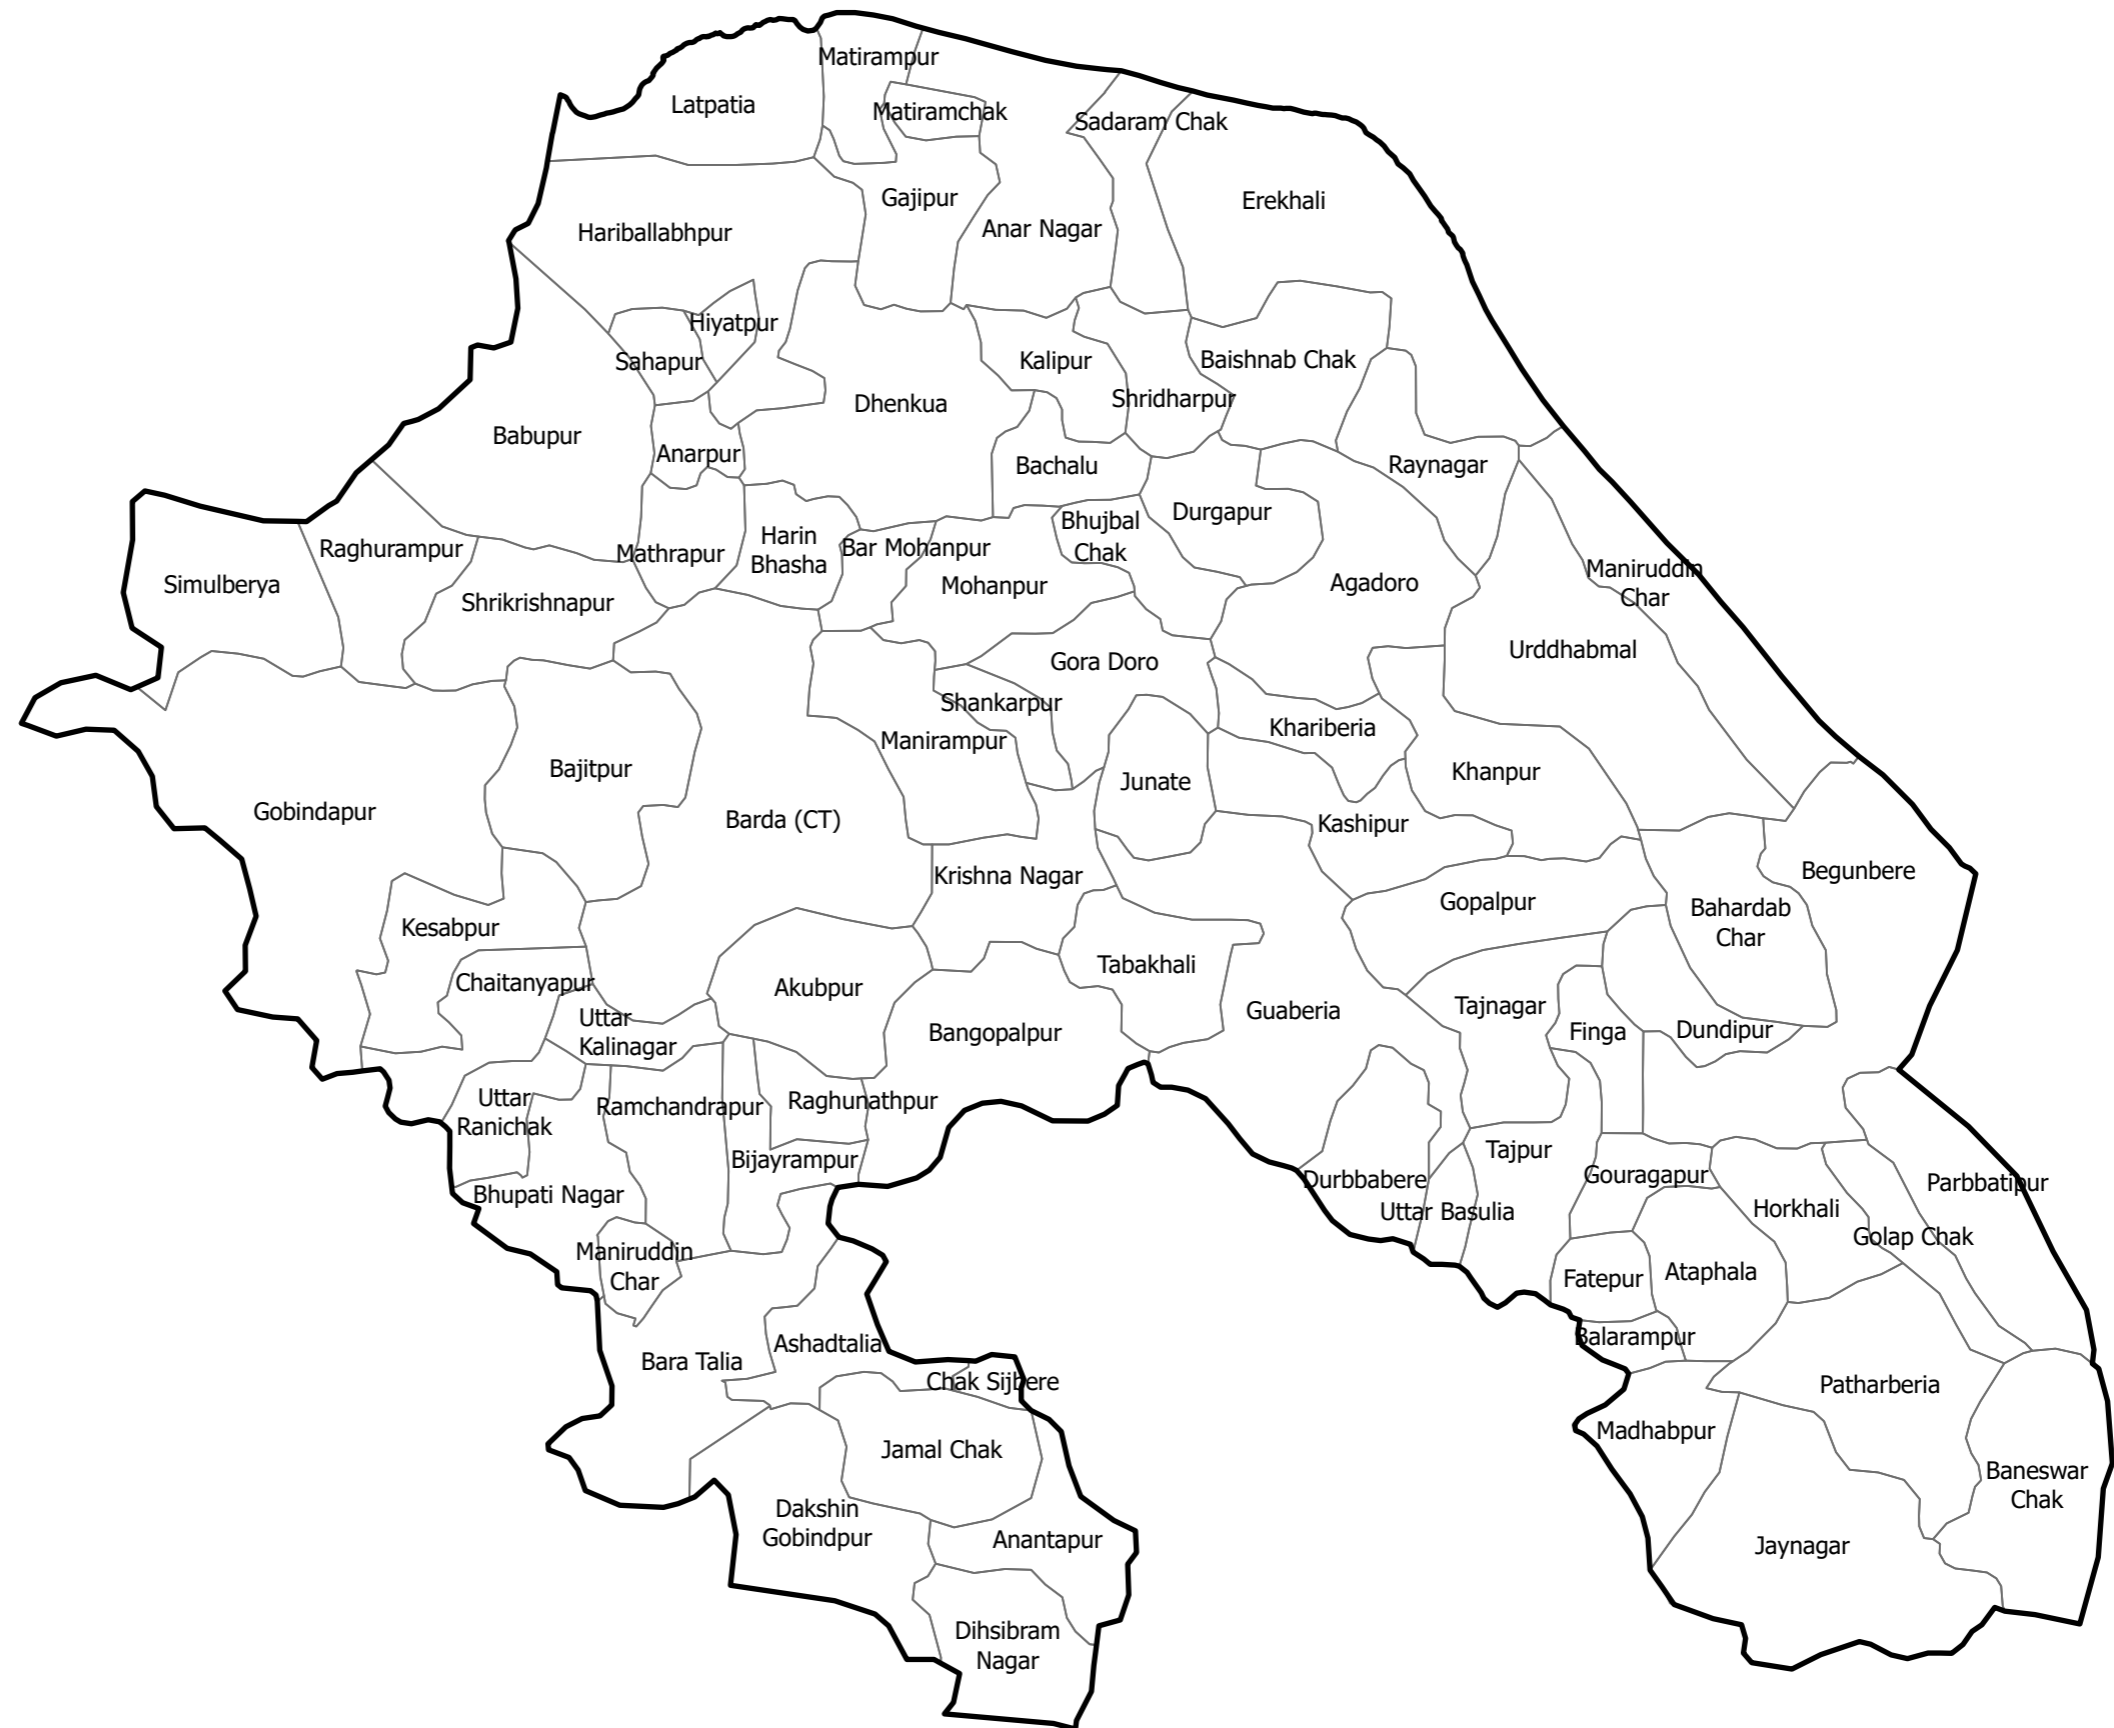 Matirampur
Latpatia
Matiramchak
Sadaram Chak
Gajipur
Erekhali
Anar Nagar
Hariballabhpur
Hiyatpur
Sahapur
Kalipur
Baishnab Chak
Shridharpur
Dhenkua
Babupur
Anarpur
Bachalu
Raynagar
Durgapur
Bhujbal
Chak
Harin
Bhasha
Bar Mohanpur
Raghurampur
Mathrapur
Simulberya
Mohanpur
Agadoro
Maniruddin
Char
Shrikrishnapur
Urddhabmal
Gora Doro
Shankarpur
Khariberia
Manirampur
Bajitpur
Junate
Khanpur
Gobindapur
Barda (CT)
Kashipur
Krishna Nagar
Begunbere
Gopalpur
Bahardab
Char
Kesabpur
Tabakhali
Chaitanyapur
Akubpur
Tajnagar
Guaberia
Uttar
Kalinagar
Bangopalpur
Finga
Dundipur
Uttar
Ranichak
Ramchandrapur
Raghunathpur
Tajpur
Bijayrampur
Durbbabere
Gouragapur
Parbbatipur
Bhupati Nagar
Uttar Basulia
Horkhali
Golap Chak
Maniruddin
Char
Fatepur
Ataphala
Balarampur
Ashadtalia
Bara Talia
Chak Sijbere
Patharberia
Madhabpur
Jamal Chak
Baneswar
Chak
Dakshin
Gobindpur
Anantapur
Jaynagar
Dihsibram
Nagar